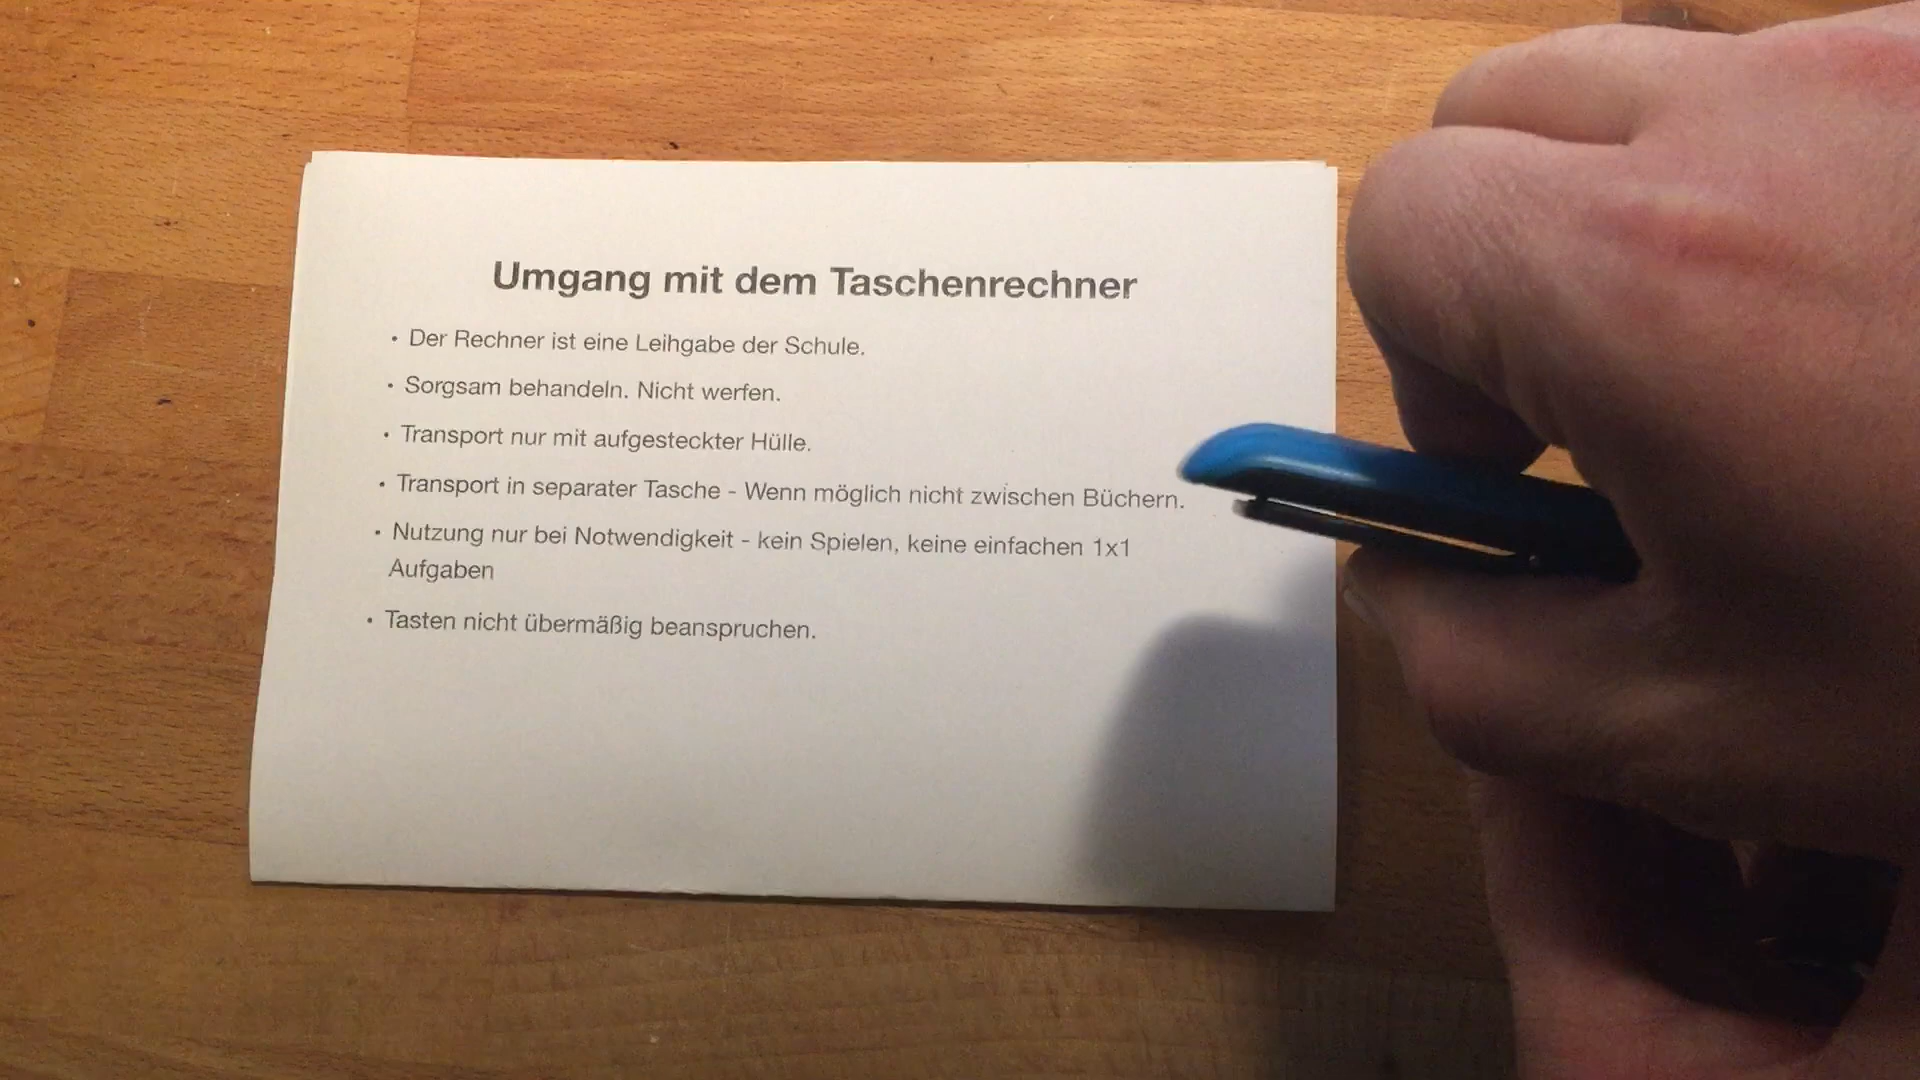 Umgang mit dem Taschenrechner
• Der Rechner ist eine Leihgabe der Schule.
• Sorgsam behandeln. Nicht werfen.
• Transport nur mit aufgesteckter Hülle.
• Transport in separater Tasche - Wenn möglich nicht zwischen Büchern.
• Nutzung nur bei Notwendigkeit - kein Spielen, keine einfachen 1x1
Aufgaben
• Tasten nicht übermäßig beanspruchen.